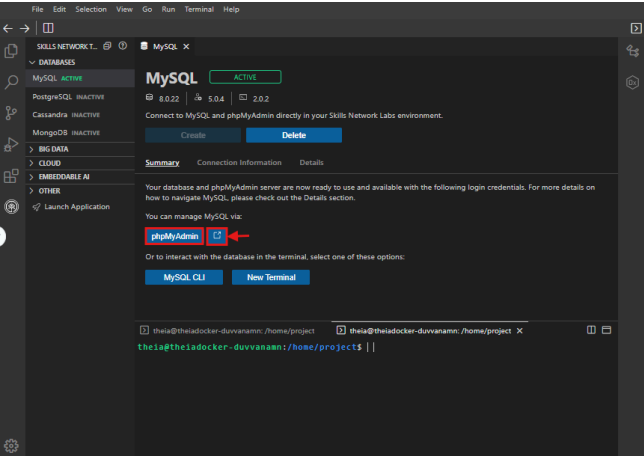 File Edit Selection View Go Run Terminal Help
SKILLS NETWORK T...
MySQL ×
DATABASES
MySQL ACTIVE
PostgreSQL INACTIVE
Cassandra INACTIVE
MongoDB INACTIVE
BIG DATA
CLOUD
EMBEDDABLE AI
OTHER
Launch Application
MySQL ACTIVE
8.0.22 5.0.4 2.0.2
Connect to MySQL and phpMyAdmin directly in your Skills Network Labs environment.
Create Delete
Summary Connection Information Details
Your database and phpMyAdmin server are now ready to use and available with the following login credentials. For more details on
how to navigate MySQL, please check out the Details section.
You can manage MySQL via:
phpMyAdmin
Or to interact with the database in the terminal, select one of these options:
MySQL CLI New Terminal
theia@theiadocker-duvvanamn: /home/project theia@theiadocker-duvvanamn: /home/project ×
theia@theiadocker-duvvanamn:/home/project$